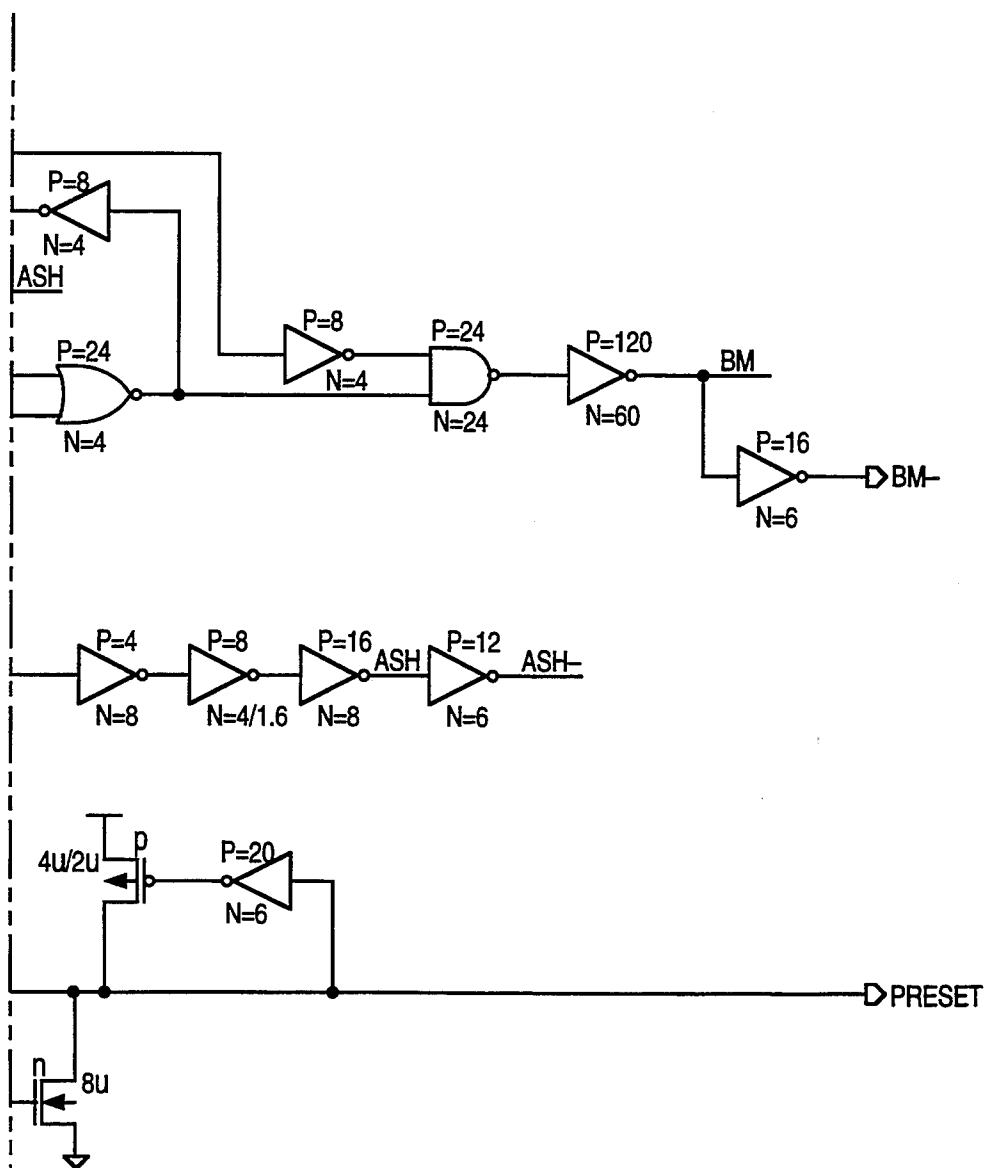 P=8
N=4
ASH
P=24
N=4
P=8
N=4
P=24
N=24
P=120
N=60
BM
P=16
N=6
BM–
P=4
N=8
P=8
N=4/1.6
P=16
N=8
ASH
P=12
N=6
ASH–
p
4u/2u
P=20
N=6
PRESET
n
8u